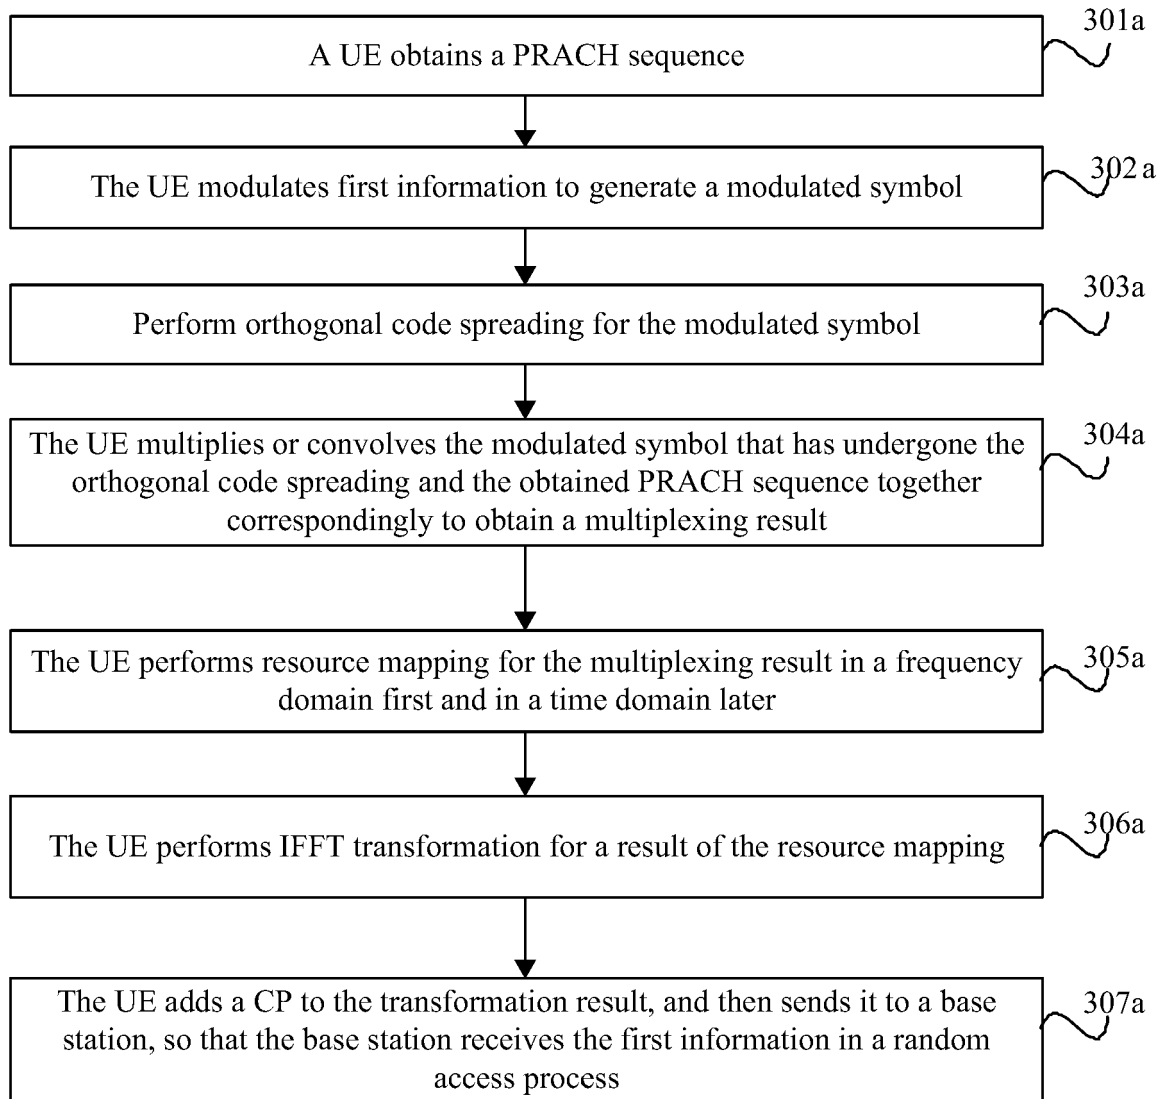 301a
A UE obtains a PRACH sequence
302 a
The UE modulates first information to generate a modulated symbol
303a
Perform orthogonal code spreading for the modulated symbol
304a
The UE multiplies or convolves the modulated symbol that has undergone the
orthogonal code spreading and the obtained PRACH sequence together
correspondingly to obtain a multiplexing result
305a
The UE performs resource mapping for the multiplexing result in a frequency
domain first and in a time domain later
306a
The UE performs IFFT transformation for a result of the resource mapping
307a
The UE adds a CP to the transformation result, and then sends it to a base
station, so that the base station receives the first information in a random
access process